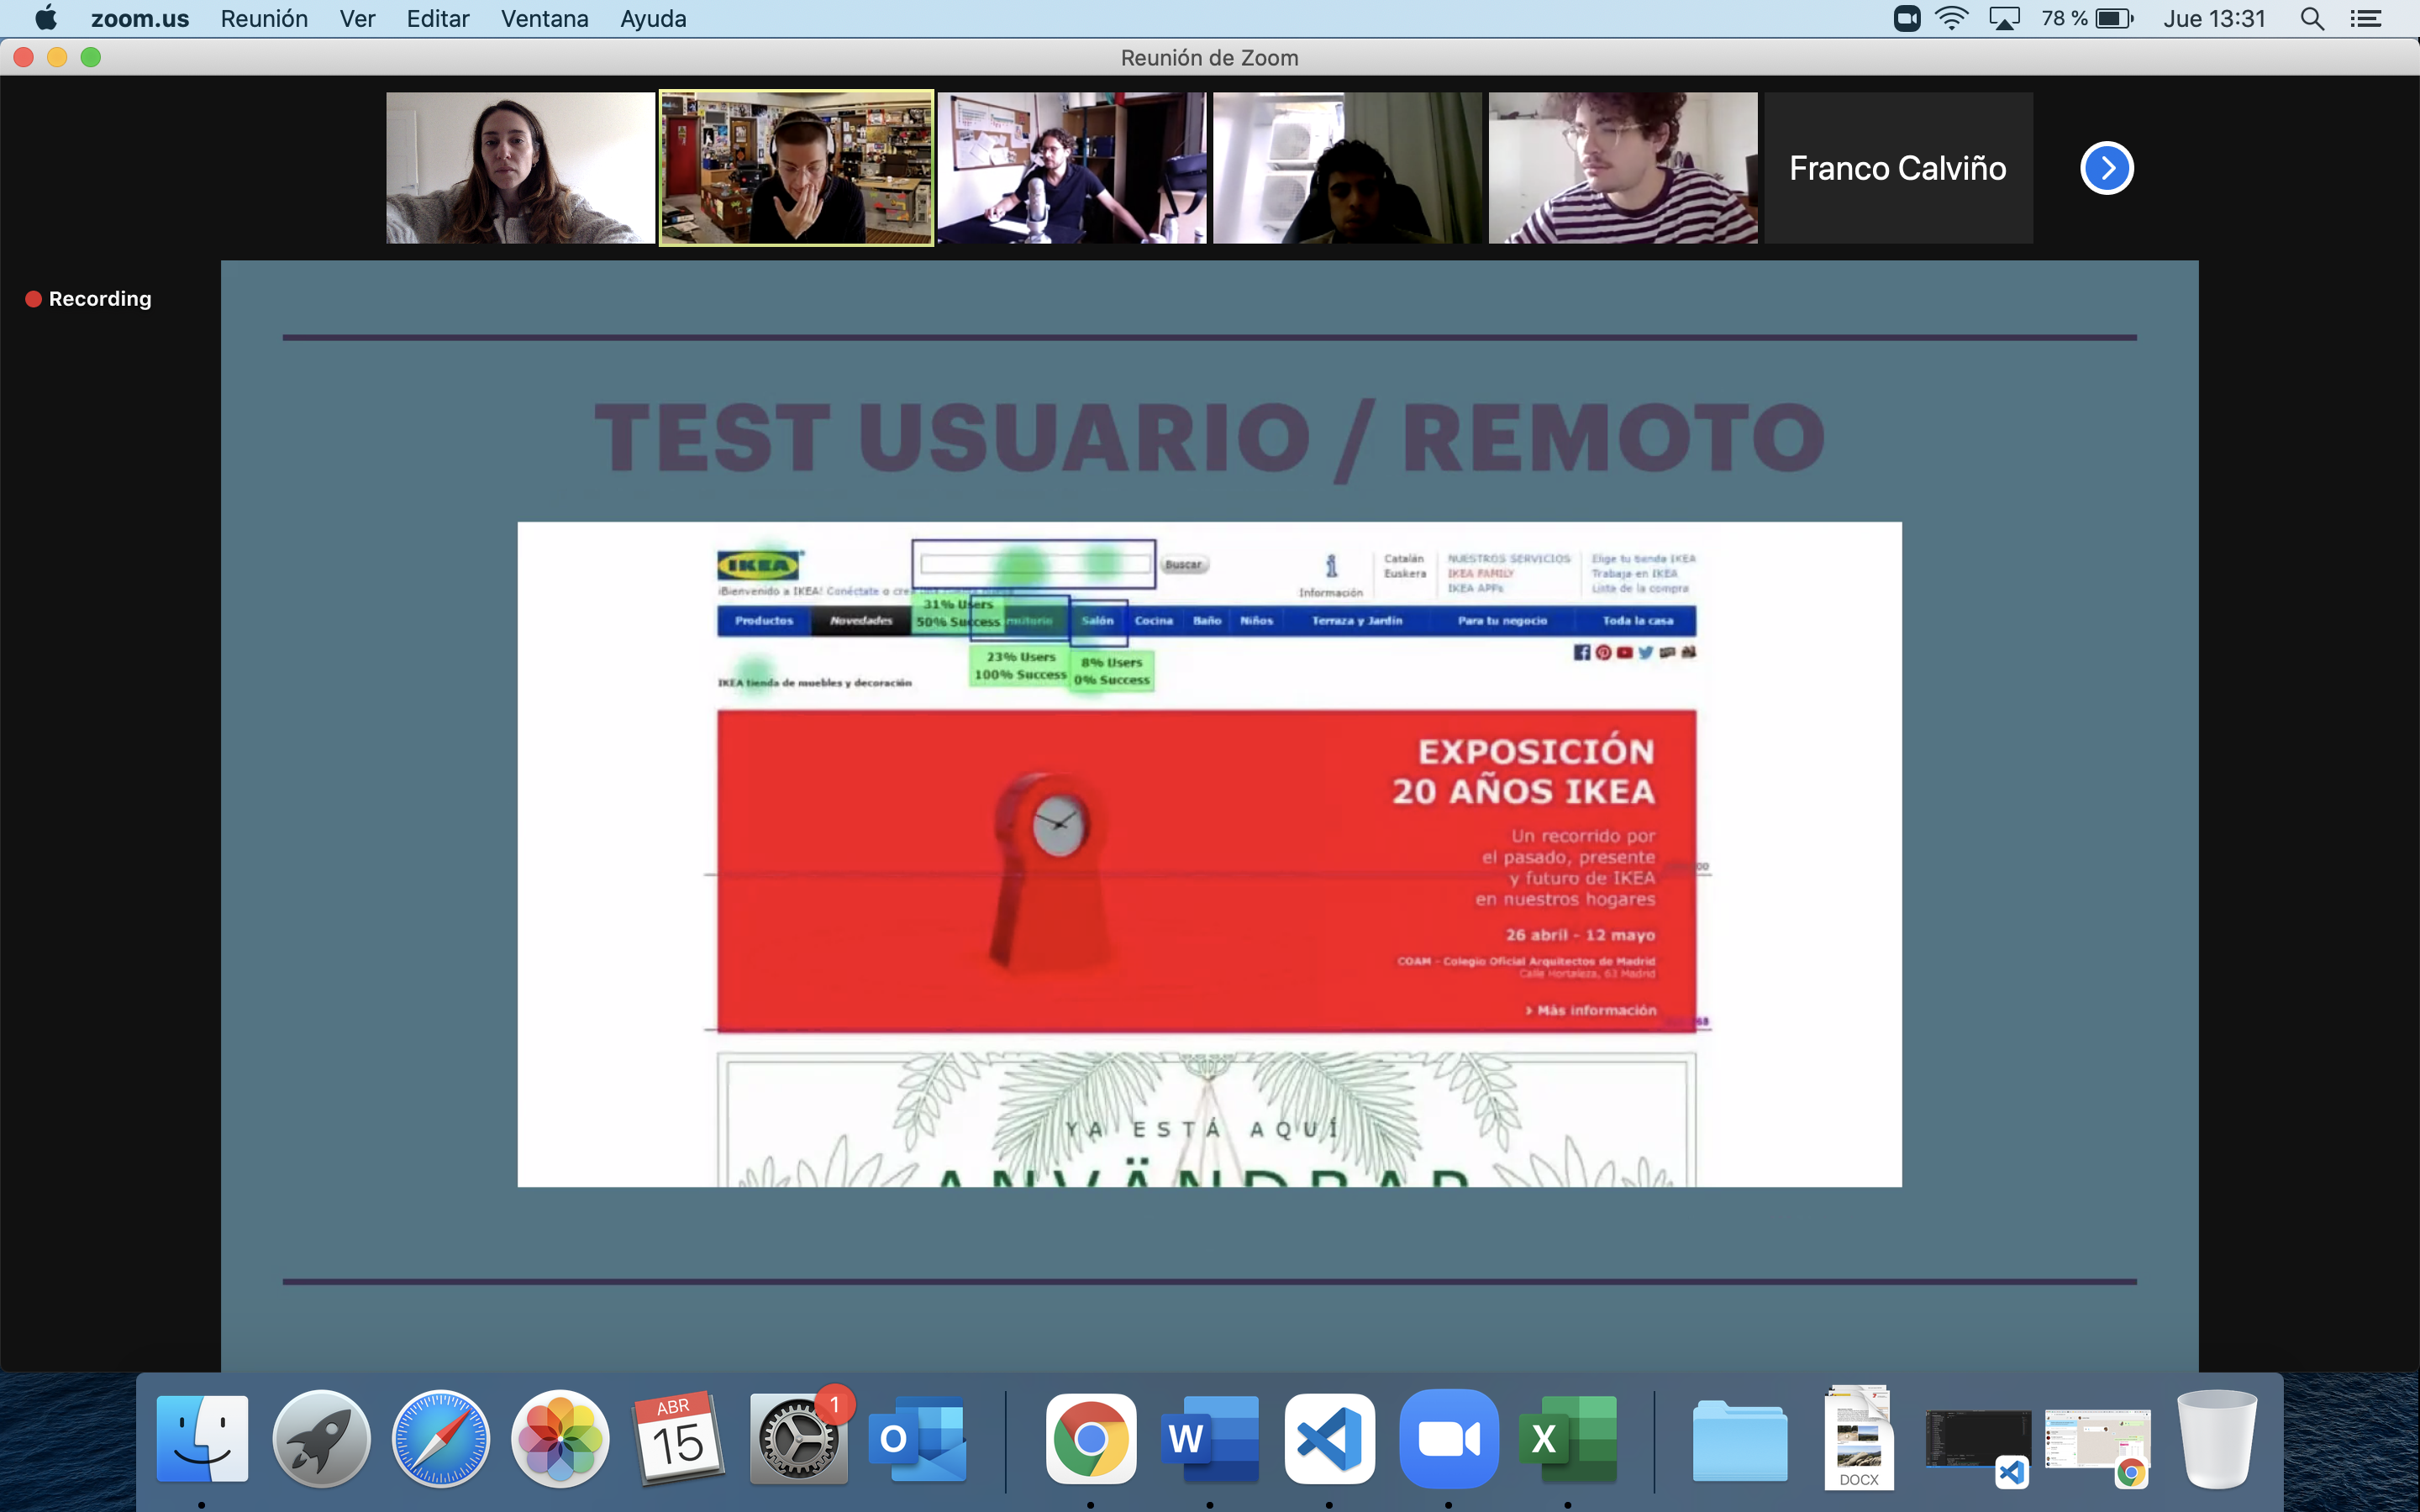 zoom.us Reunión Ver Editar Ventana Ayuda 78 % Jue 13:31
Reunión de Zoom
Franco Calviño
Recording
TEST USUARIO / REMOTO
IKEA
Buscar
Catalán
Euskera
NUESTROS SERVICIOS
IKEA FAMILY
IKEA APPs
Elige tu tienda IKEA
Trabaja en IKEA
Lista de la compra
¡Bienvenido a IKEA! Conéctate o crea una
Información
31% Users
50% Success
Productos Novedades Salón Cocina Baño Niños Terraza y Jardín Para tu negocio Toda la casa
23% Users
100% Success
8% Users
0% Success
IKEA tienda de muebles y decoración
EXPOSICIÓN
20 AÑOS IKEA
Un recorrido por
el pasado, presente
y futuro de IKEA
en nuestros hogares
26 abril - 12 mayo
COAM - Colegio Oficial Arquitectos de Madrid
Calle Hortaleza, 63 Madrid
> Más información
YA ESTÁ AQUÍ
ANVÄNDBAR
ABR
15
1
DOCX